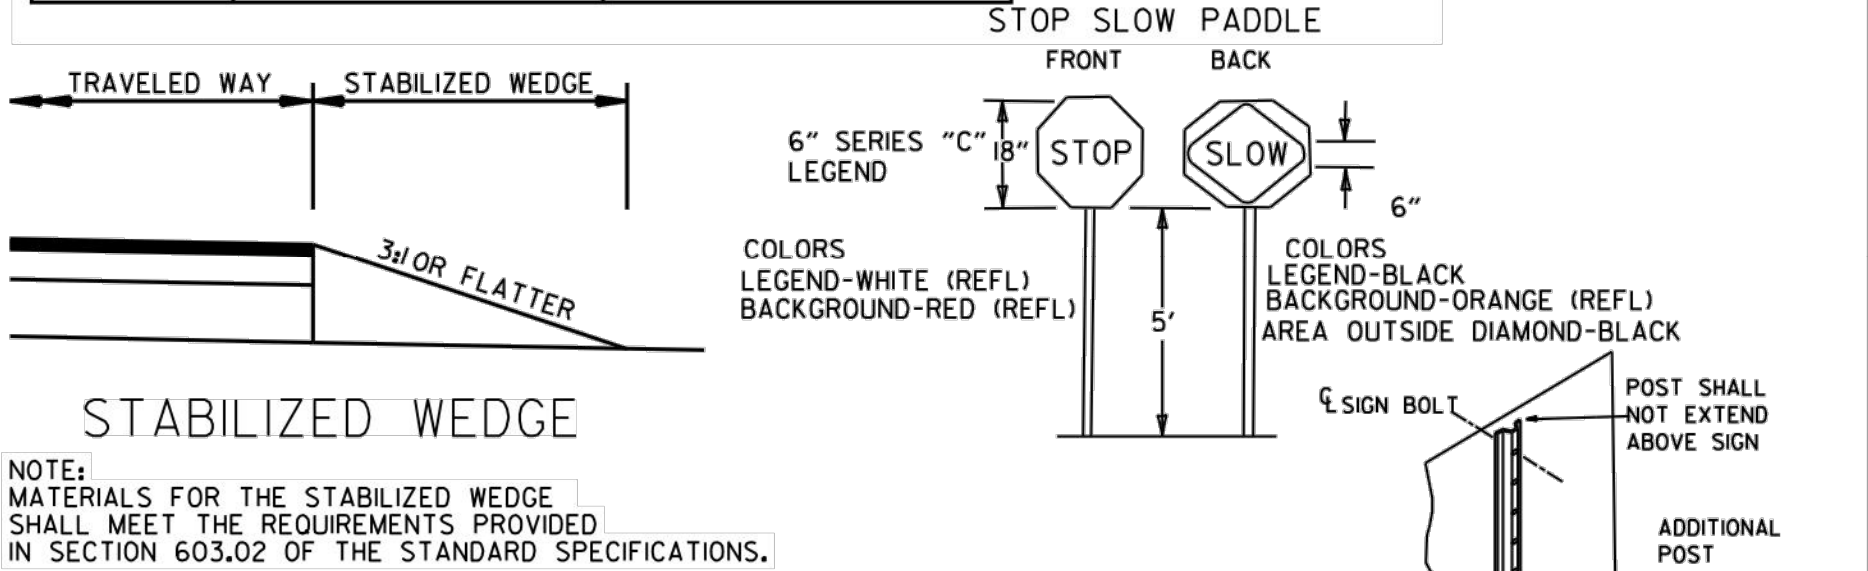 STOP SLOW PADDLE
FRONT
BACK
TRAVELED WAY
STABILIZED WEDGE
6" SERIES "C"
LEGEND
18"
STOP
SLOW
6"
3:1 OR FLATTER
COLORS
LEGEND-WHITE (REFL)
BACKGROUND-RED (REFL)
5'
COLORS
LEGEND-BLACK
BACKGROUND-ORANGE (REFL)
AREA OUTSIDE DIAMOND-BLACK
STABILIZED WEDGE
NOTE:
MATERIALS FOR THE STABILIZED WEDGE
SHALL MEET THE REQUIREMENTS PROVIDED
IN SECTION 603.02 OF THE STANDARD SPECIFICATIONS.
℄ SIGN BOLT
POST SHALL
NOT EXTEND
ABOVE SIGN
ADDITIONAL
POST